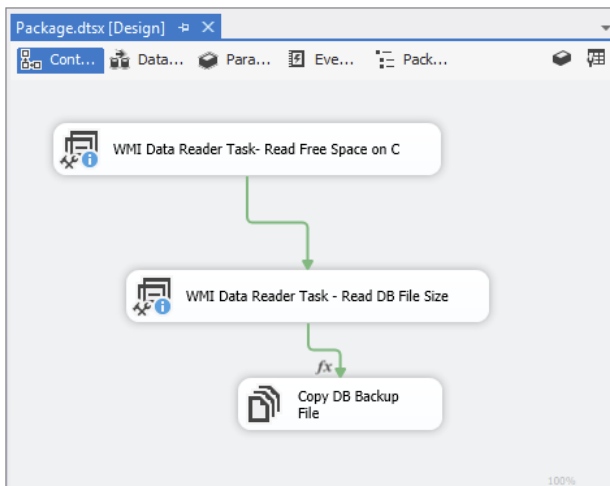 Package.dtsx [Design]
Cont... Data... Para... Eve... Pack...
WMI Data Reader Task- Read Free Space on C
WMI Data Reader Task - Read DB File Size
fx
Copy DB Backup
File
100%